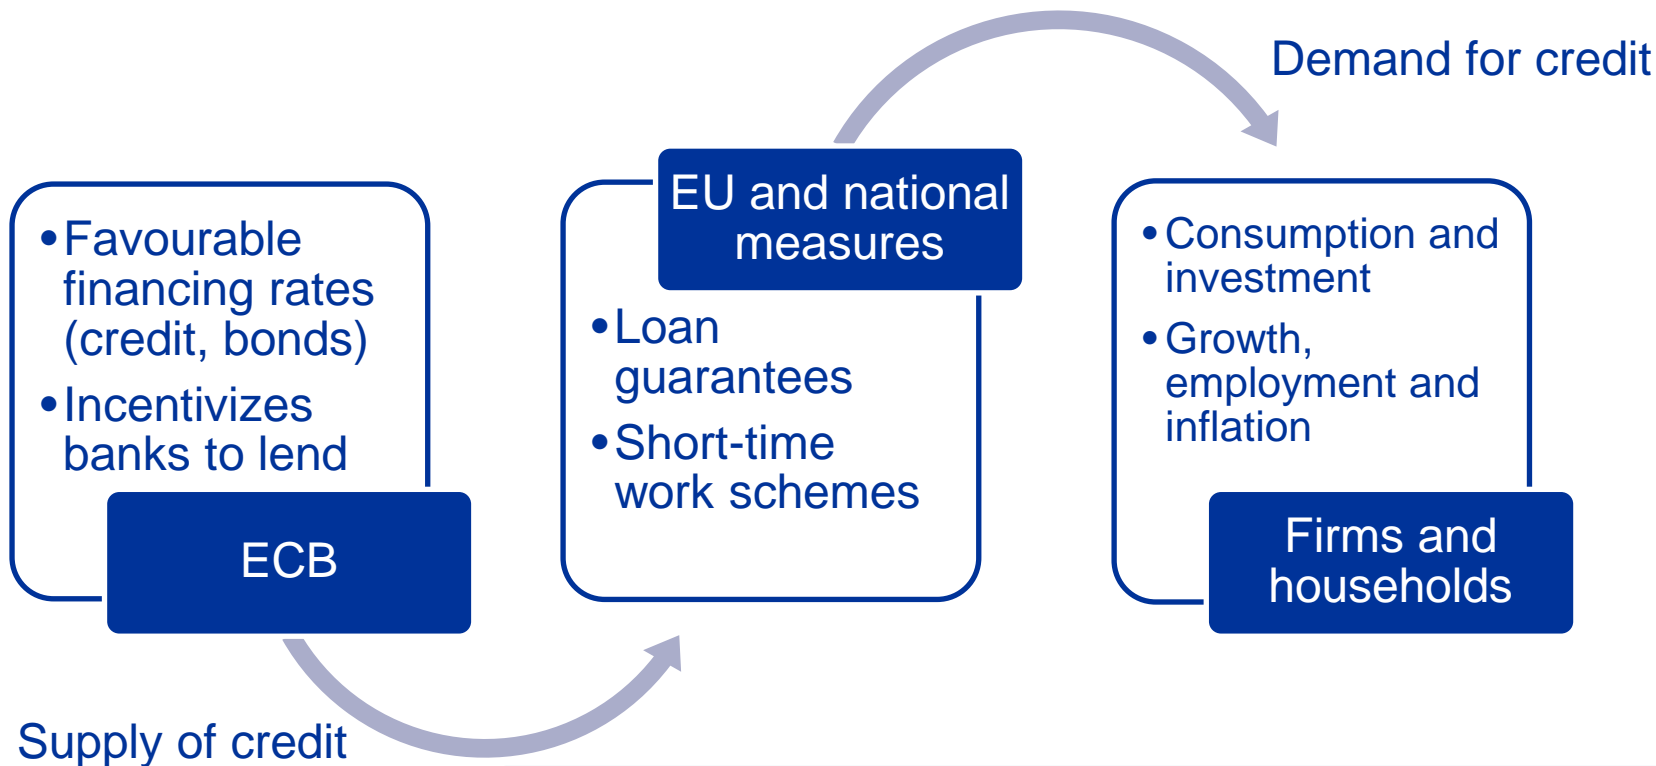 •Favourable
financing rates
(credit, bonds)
•Incentivizes
banks to lend
ECB
Supply of credit
EU and national
measures
•Loan
guarantees
•Short-time
work schemes
Demand for credit
•Consumption and
investment
•Growth,
employment and
inflation
Firms and
households